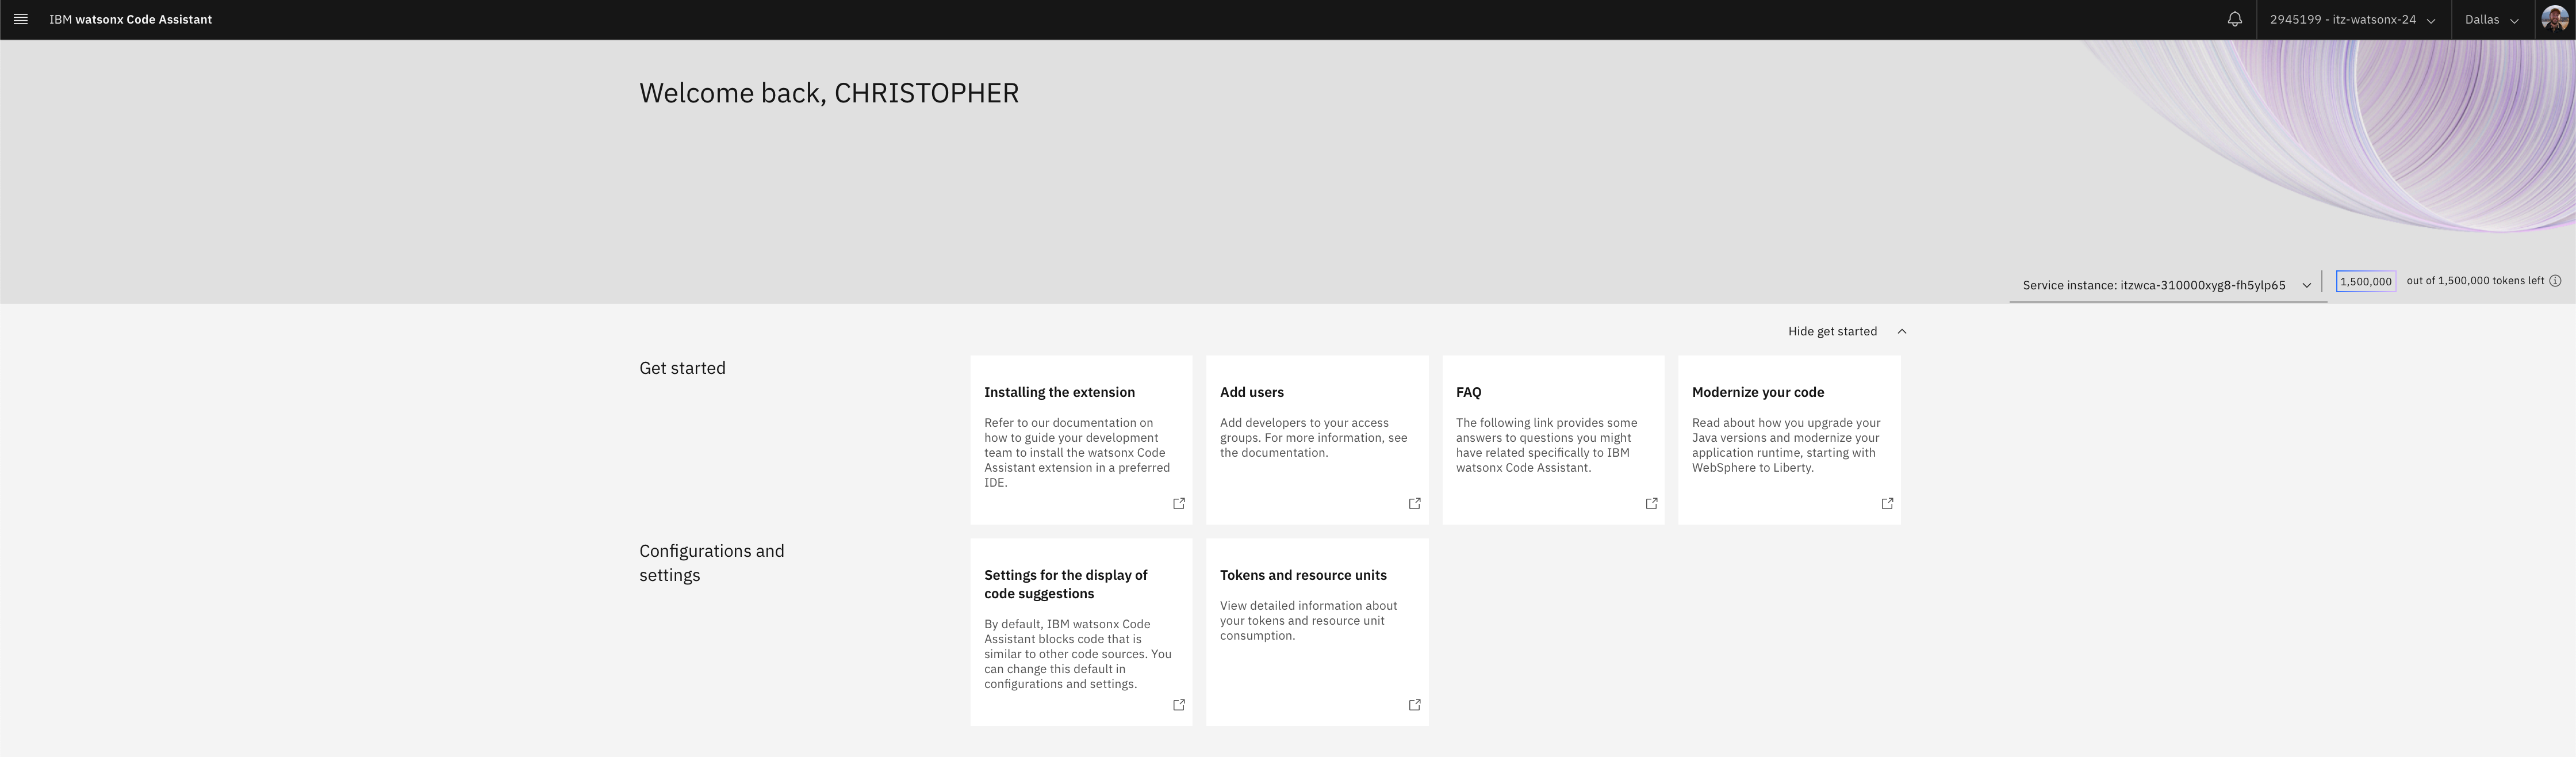 IBM watsonx Code Assistant
2945199 - itz-watsonx-24
Dallas
Welcome back, CHRISTOPHER
Service instance: itzwca-310000xyg8-fh5ylp65
1,500,000 out of 1,500,000 tokens left
Hide get started
Get started
Installing the extension
Refer to our documentation on
how to guide your development
team to install the watsonx Code
Assistant extension in a preferred
IDE.
Add users
Add developers to your access
groups. For more information, see
the documentation.
FAQ
The following link provides some
answers to questions you might
have related specifically to IBM
watsonx Code Assistant.
Modernize your code
Read about how you upgrade your
Java versions and modernize your
application runtime, starting with
WebSphere to Liberty.
Configurations and
settings
Settings for the display of
code suggestions
By default, IBM watsonx Code
Assistant blocks code that is
similar to other code sources. You
can change this default in
configurations and settings.
Tokens and resource units
View detailed information about
your tokens and resource unit
consumption.